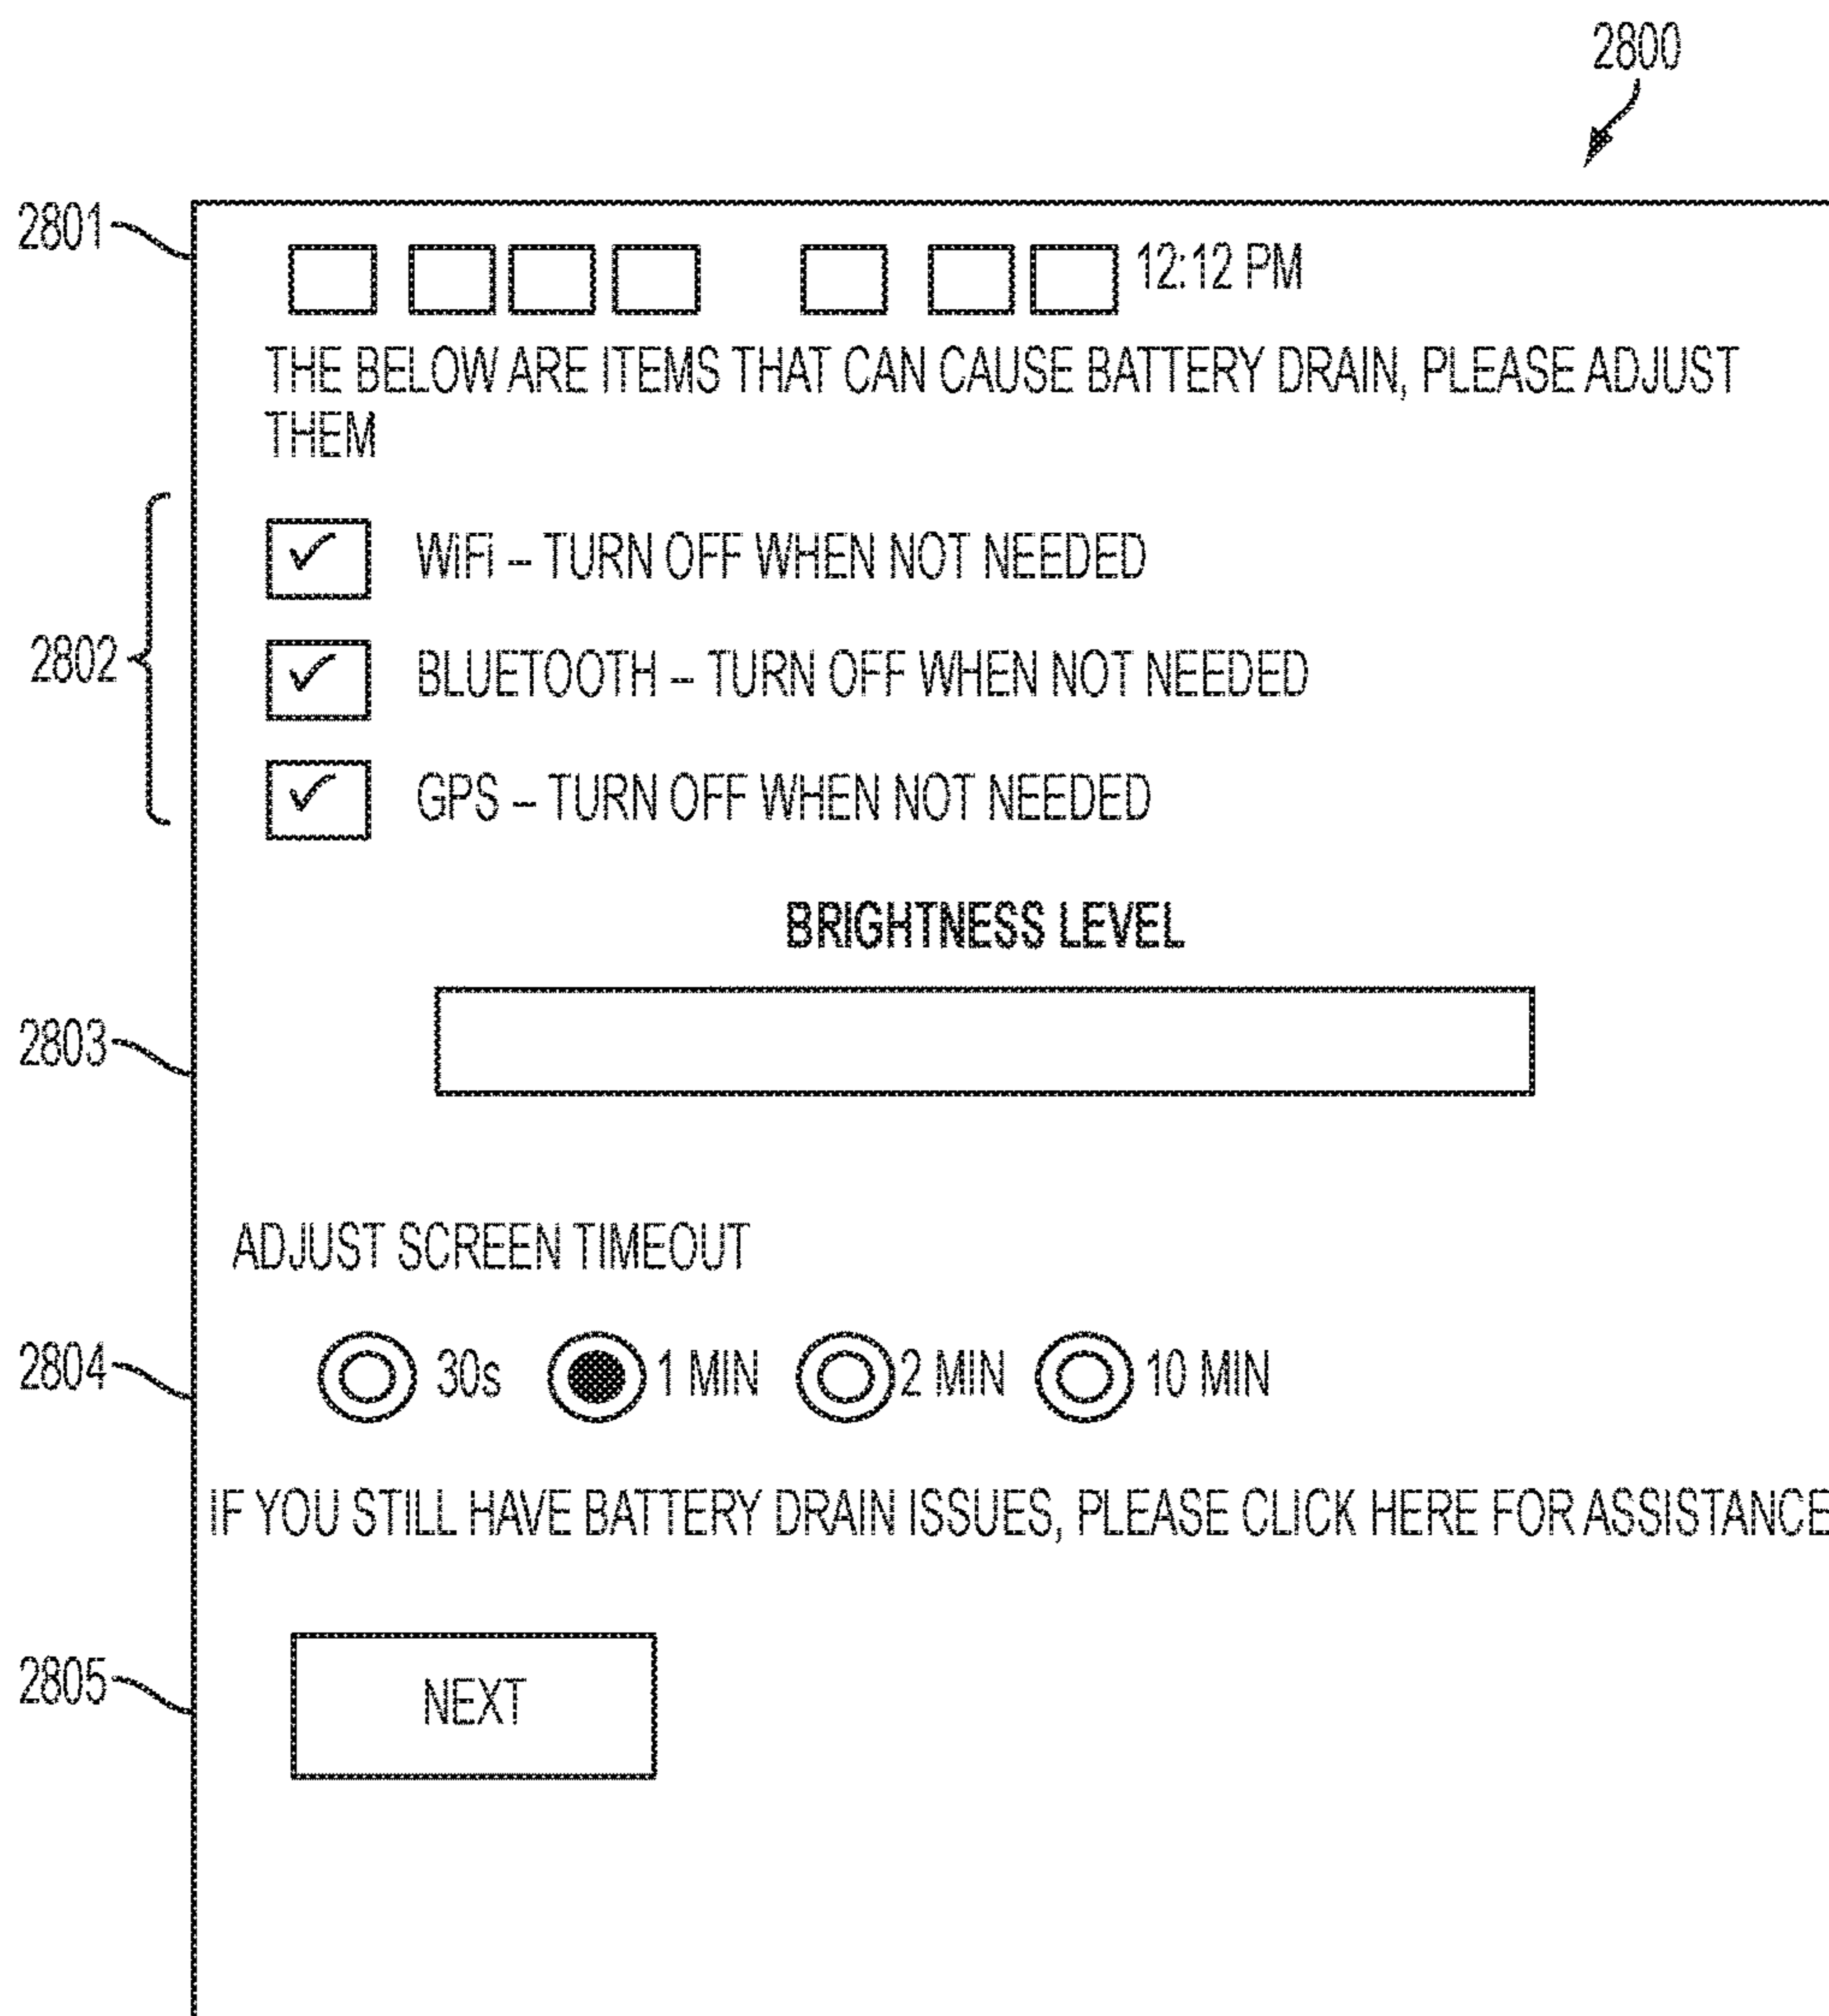 2800
2801
12:12 PM
THE BELOW ARE ITEMS THAT CAN CAUSE BATTERY DRAIN, PLEASE ADJUST
THEM
2802
WiFi – TURN OFF WHEN NOT NEEDED
BLUETOOTH – TURN OFF WHEN NOT NEEDED
GPS – TURN OFF WHEN NOT NEEDED
BRIGHTNESS LEVEL
2803
ADJUST SCREEN TIMEOUT
2804
30s 1 MIN 2 MIN 10 MIN
IF YOU STILL HAVE BATTERY DRAIN ISSUES, PLEASE CLICK HERE FOR ASSISTANCE
2805
NEXT